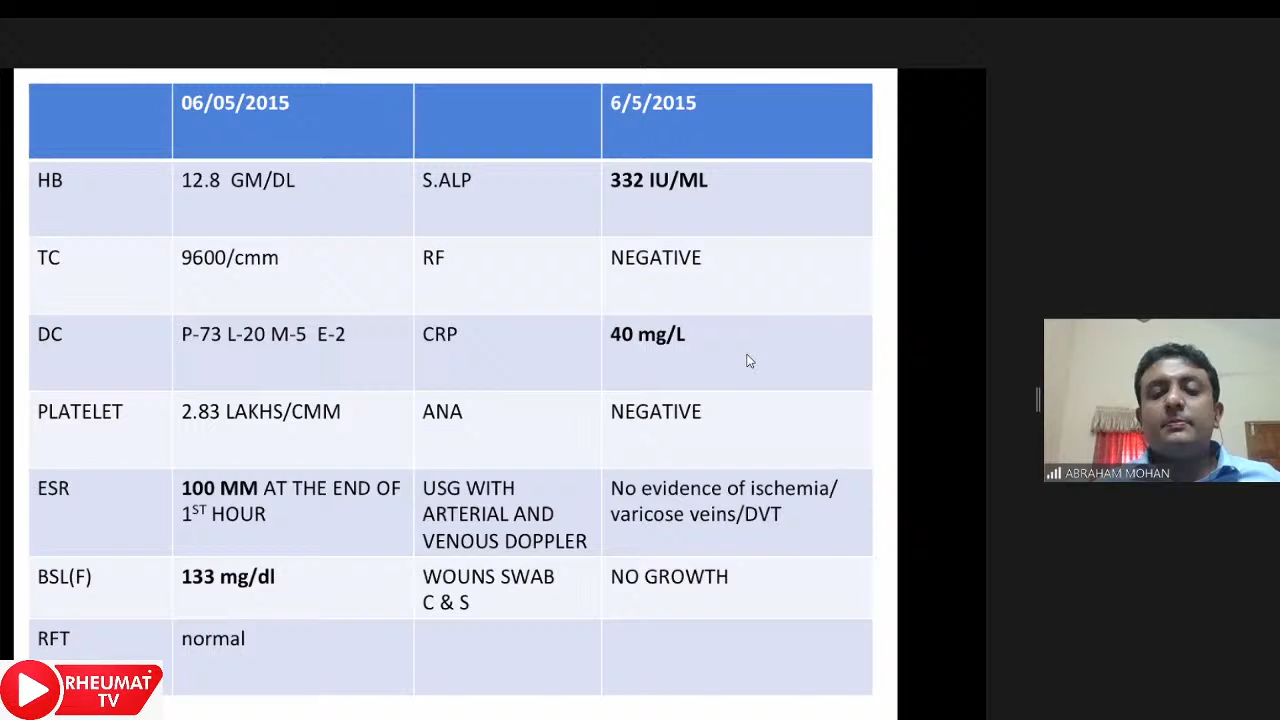 06/05/2015 6/5/2015
HB 12.8 GM/DL S.ALP 332 IU/ML
TC 9600/cmm RF NEGATIVE
DC P-73 L-20 M-5 E-2 CRP 40 mg/L
PLATELET 2.83 LAKHS/CMM ANA NEGATIVE
ESR 100 MM AT THE END OF USG WITH No evidence of ischemia/
1ST HOUR ARTERIAL AND varicose veins/DVT
VENOUS DOPPLER
BSL(F) 133 mg/dl WOUNS SWAB NO GROWTH
C & S
RFT normal
ABRAHAM MOHAN
RHEUMAT
TV